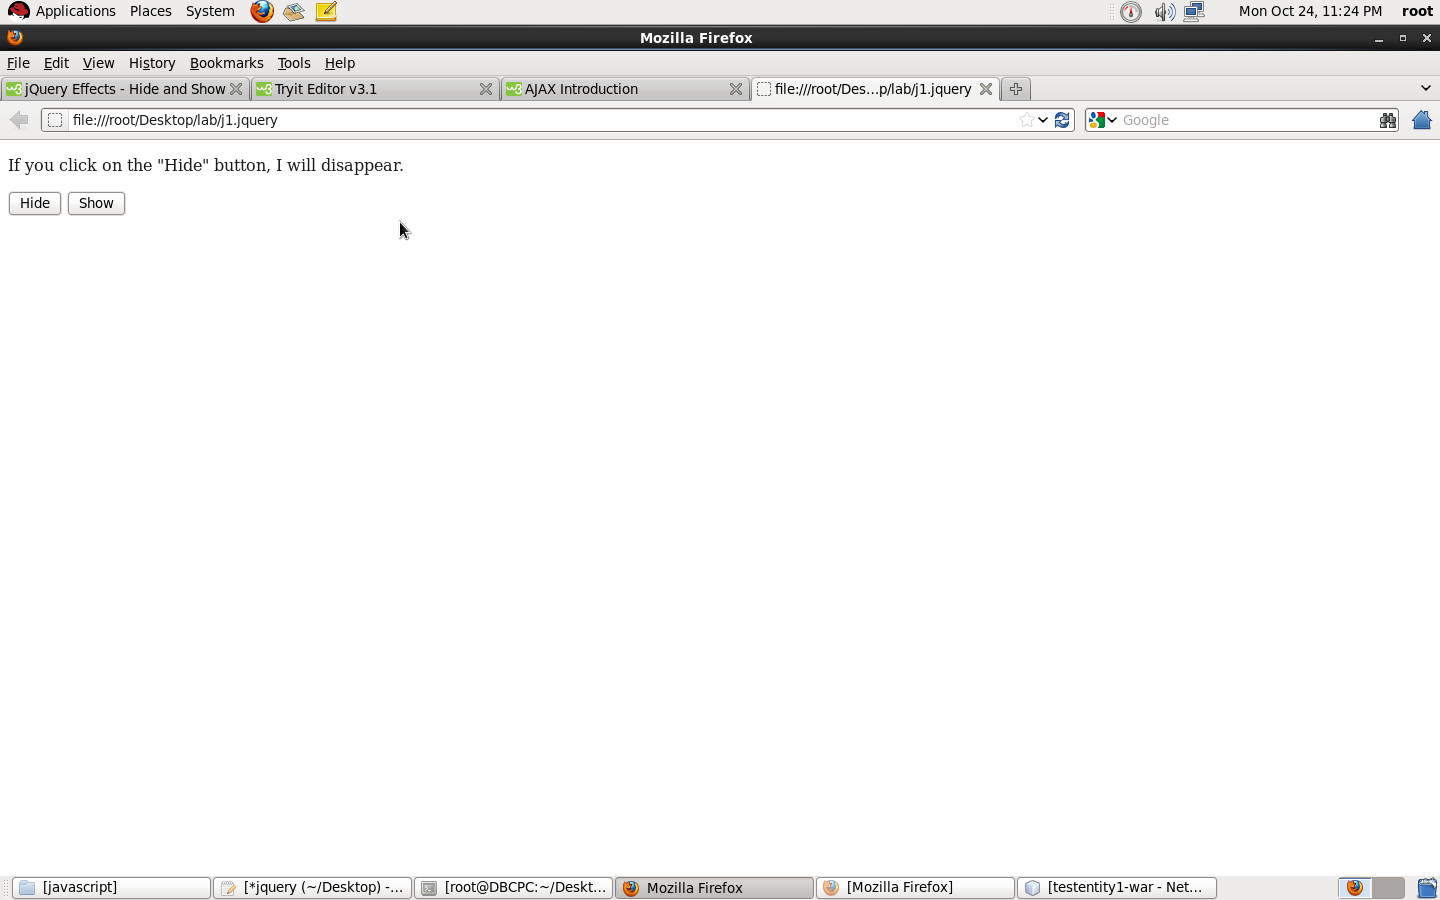 Applications Places System Mon Oct 24, 11:24 PM root
Mozilla Firefox
File Edit View History Bookmarks Tools Help
jQuery Effects - Hide and Show Tryit Editor v3.1 AJAX Introduction file:///root/Des...p/lab/j1.jquery
file:///root/Desktop/lab/j1.jquery Google
If you click on the "Hide" button, I will disappear.
Hide Show
[javascript] [*jquery (~/Desktop) -... [root@DBCPC:~/Deskt... Mozilla Firefox [Mozilla Firefox] [testentity1-war - Net...